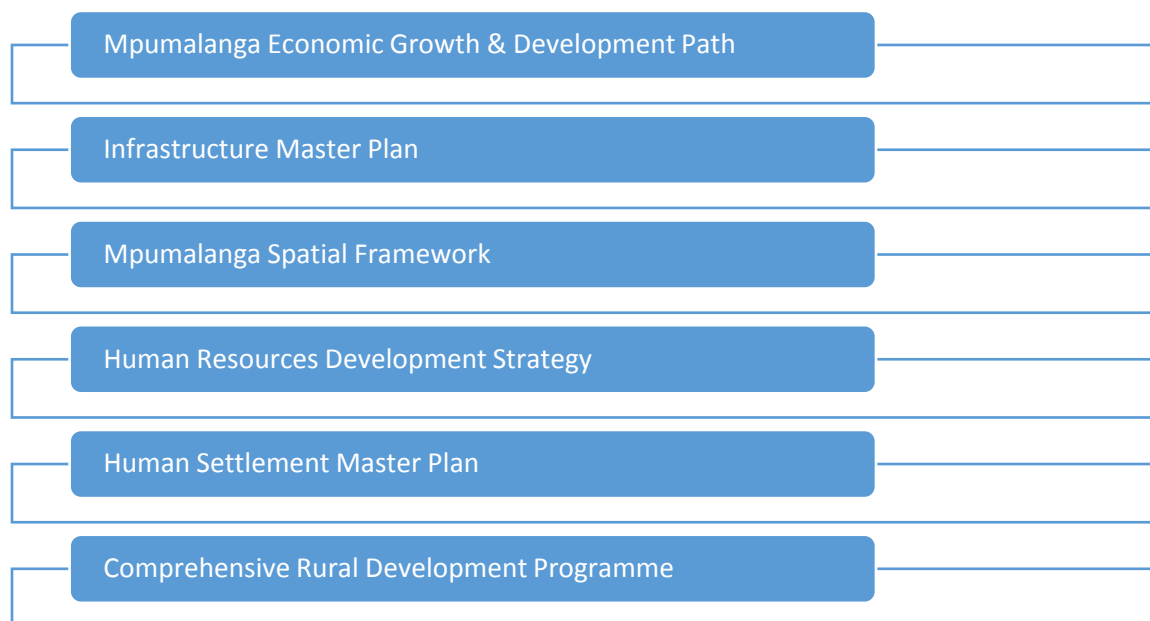 Mpumalanga Economic Growth & Development Path
Infrastructure Master Plan
Mpumalanga Spatial Framework
Human Resources Development Strategy
Human Settlement Master Plan
Comprehensive Rural Development Programme